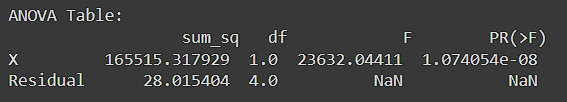 ANOVA Table:
sum_sq df F PR(>F)
X 165515.317929 1.0 23632.04411 1.074054e-08
Residual 28.015404 4.0 NaN NaN